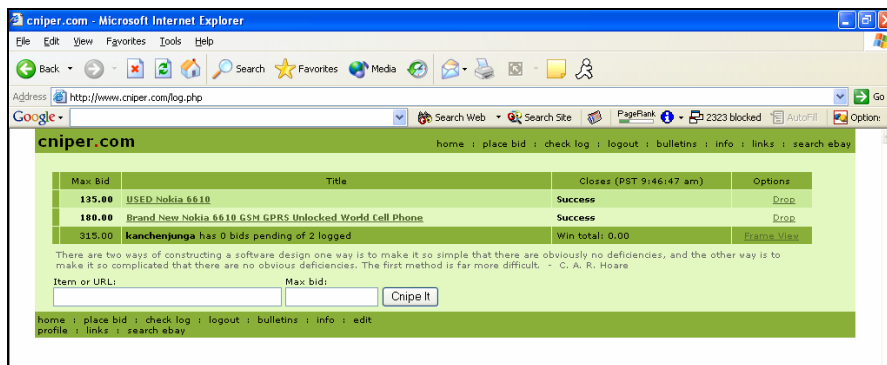 cniper.com - Microsoft Internet Explorer
File Edit View Favorites Tools Help
Back Search Favorites Media
Address http://www.cniper.com/log.php Go
Google Search Web Search Site PageRank 2323 blocked AutoFill Options
cniper.com home : place bid : check log : logout : bulletins : info : links : search ebay
Max Bid Title Closes (PST 9:46:47 am) Options
135.00 USED Nokia 6610 Success Drop
180.00 Brand New Nokia 6610 GSM GPRS Unlocked World Cell Phone Success Drop
315.00 kanchenjunga has 0 bids pending of 2 logged Win total: 0.00 Frame View
There are two ways of constructing a software design one way is to make it so simple that there are obviously no deficiencies, and the other way is to
make it so complicated that there are no obvious deficiencies. The first method is far more difficult. - C. A. R. Hoare
Item or URL: Max bid:
Cnipe It
home : place bid : check log : logout : bulletins : info : edit
profile : links : search ebay